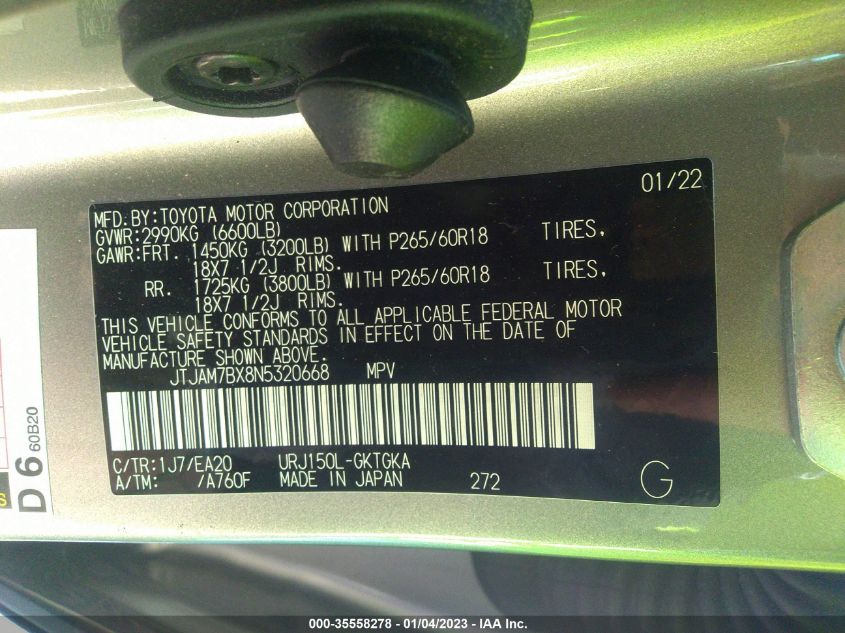 01/22
MFD.BY:TOYOTA MOTOR CORPORATION
GVWR:2990KG (6600LB)
GAWR:FRT. 1450KG (3200LB) WITH P265/60R18 TIRES,
18X7 1/2J RIMS.
RR. 1725KG (3800LB) WITH P265/60R18 TIRES,
18X7 1/2J RIMS.
THIS VEHICLE CONFORMS TO ALL APPLICABLE FEDERAL MOTOR
VEHICLE SAFETY STANDARDS IN EFFECT ON THE DATE OF
MANUFACTURE SHOWN ABOVE.
JTJAM7BX8N5320668 MPV
C/TR:1J7/EA20 URJ150L-GKTGKA
A/TM: /A760F MADE IN JAPAN 272 G
D 6 60B20
000-35558278 - 01/04/2023 - IAA Inc.